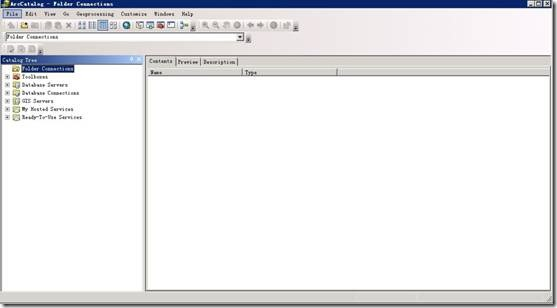 ArcCatalog - Folder Connections
File Edit View Go Geoprocessing Customize Windows Help
Folder Connections
Catalog Tree
Folder Connections
Toolboxes
Database Servers
Database Connections
GIS Servers
My Hosted Services
Ready-To-Use Services
Contents Preview Description
Name Type